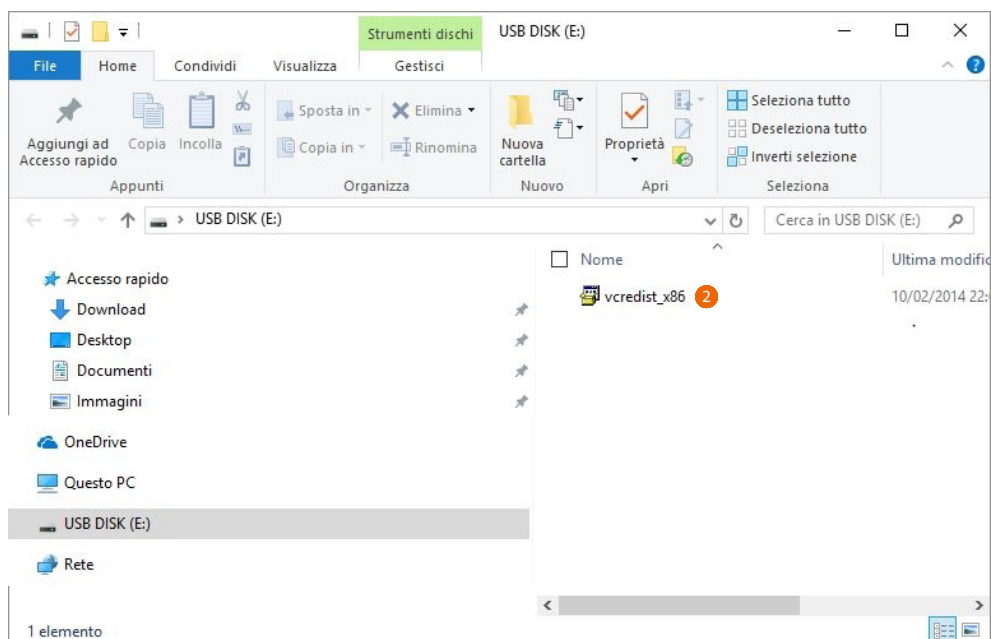 Strumenti dischi USB DISK (E:)
File Home Condividi Visualizza Gestisci
Sposta in Elimina Seleziona tutto
Aggiungi ad Accesso rapido Copia Incolla Copia in Rinomina Nuova cartella Proprietà Deseleziona tutto
Inverti selezione
Appunti Organizza Nuovo Apri Seleziona
USB DISK (E:) Cerca in USB DISK (E:)
Nome Ultima modific
Accesso rapido
vcredist_x86 2 10/02/2014 22:
Download
Desktop
Documenti
Immagini
OneDrive
Questo PC
USB DISK (E:)
Rete
1 elemento